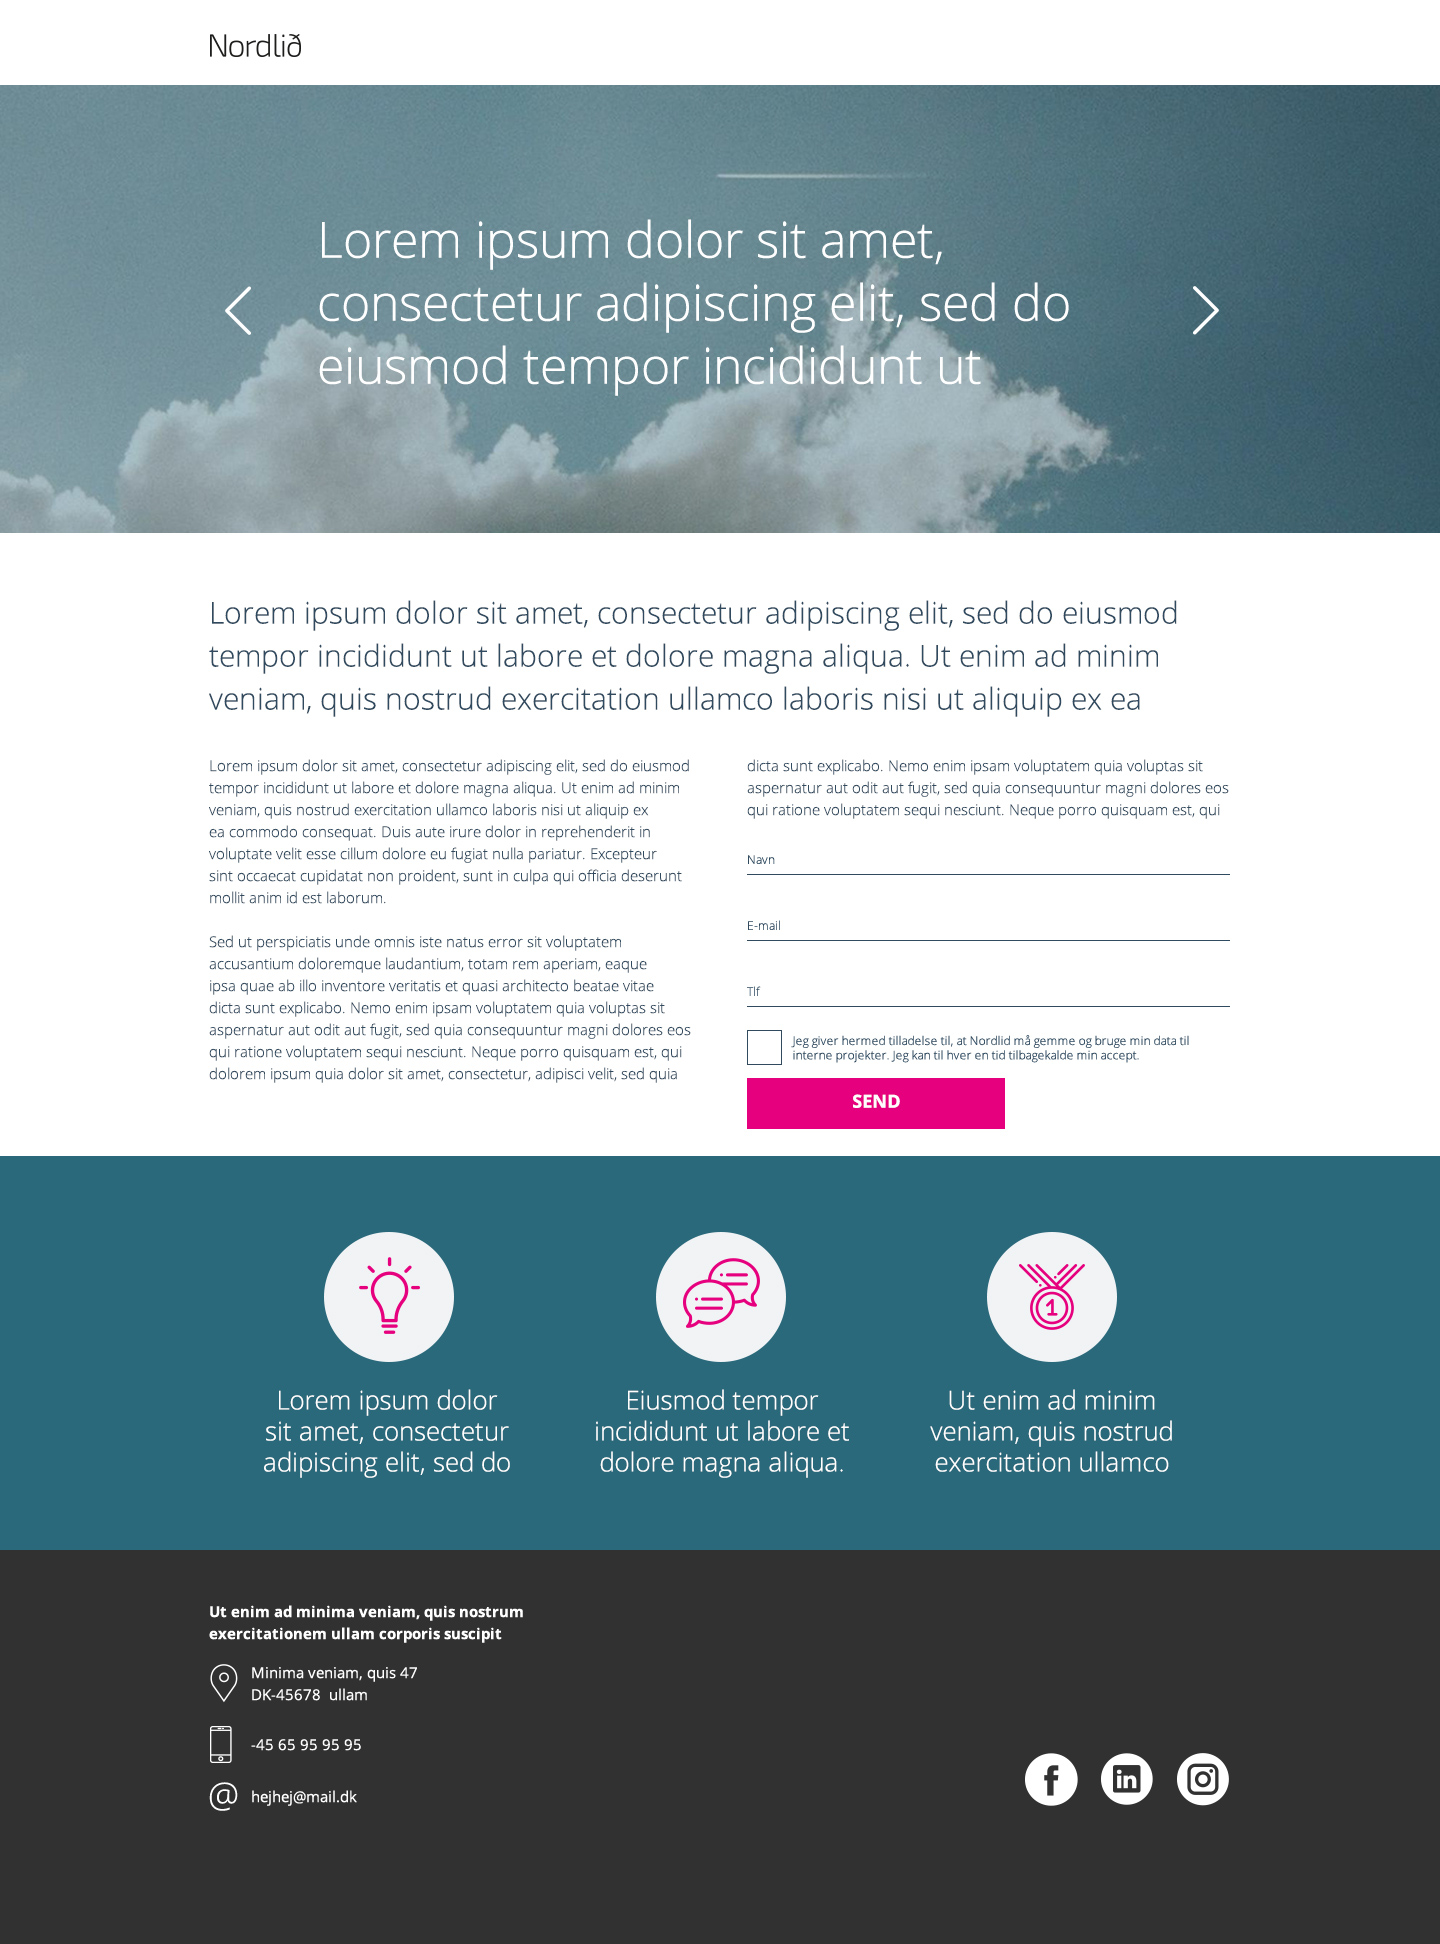 Nordlið
Lorem ipsum dolor sit amet,
consectetur adipiscing elit, sed do
eiusmod tempor incididunt ut
Lorem ipsum dolor sit amet, consectetur adipiscing elit, sed do eiusmod
tempor incididunt ut labore et dolore magna aliqua. Ut enim ad minim
veniam, quis nostrud exercitation ullamco laboris nisi ut aliquip ex ea
Lorem ipsum dolor sit amet, consectetur adipiscing elit, sed do eiusmod
tempor incididunt ut labore et dolore magna aliqua. Ut enim ad minim
veniam, quis nostrud exercitation ullamco laboris nisi ut aliquip ex
ea commodo consequat. Duis aute irure dolor in reprehenderit in
voluptate velit esse cillum dolore eu fugiat nulla pariatur. Excepteur
sint occaecat cupidatat non proident, sunt in culpa qui officia deserunt
mollit anim id est laborum.
Sed ut perspiciatis unde omnis iste natus error sit voluptatem
accusantium doloremque laudantium, totam rem aperiam, eaque
ipsa quae ab illo inventore veritatis et quasi architecto beatae vitae
dicta sunt explicabo. Nemo enim ipsam voluptatem quia voluptas sit
aspernatur aut odit aut fugit, sed quia consequuntur magni dolores eos
qui ratione voluptatem sequi nesciunt. Neque porro quisquam est, qui
dolorem ipsum quia dolor sit amet, consectetur, adipisci velit, sed quia
dicta sunt explicabo. Nemo enim ipsam voluptatem quia voluptas sit
aspernatur aut odit aut fugit, sed quia consequuntur magni dolores eos
qui ratione voluptatem sequi nesciunt. Neque porro quisquam est, qui
Navn
E-mail
Tlf
Jeg giver hermed tilladelse til, at Nordlid må gemme og bruge min data til
interne projekter. Jeg kan til hver en tid tilbagekalde min accept.
SEND
1
Lorem ipsum dolor
sit amet, consectetur
adipiscing elit, sed do
Eiusmod tempor
incididunt ut labore et
dolore magna aliqua.
Ut enim ad minim
veniam, quis nostrud
exercitation ullamco
Ut enim ad minima veniam, quis nostrum
exercitationem ullam corporis suscipit
Minima veniam, quis 47
DK-45678  ullam
-45 65 95 95 95
@ hejhej@mail.dk
f in